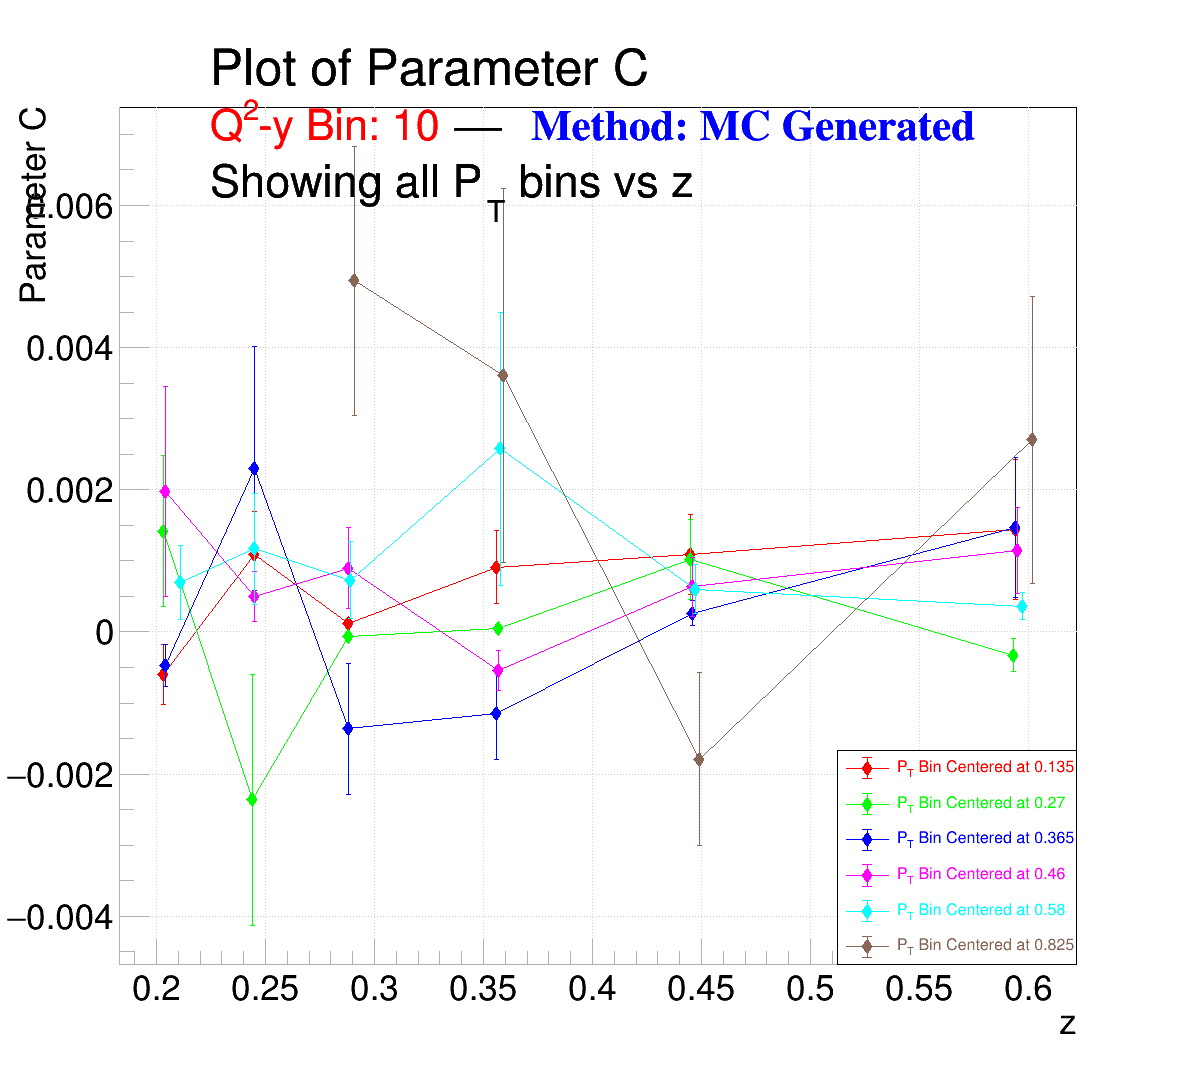 Plot of Parameter C
Q²-y Bin: 10 — Method: MC Generated
Showing all P_T bins vs z
Parameter C
0.006
0.004
0.002
0
−0.002
−0.004
P_T Bin Centered at 0.135
P_T Bin Centered at 0.27
P_T Bin Centered at 0.365
P_T Bin Centered at 0.46
P_T Bin Centered at 0.58
P_T Bin Centered at 0.825
0.2 0.25 0.3 0.35 0.4 0.45 0.5 0.55 0.6
z